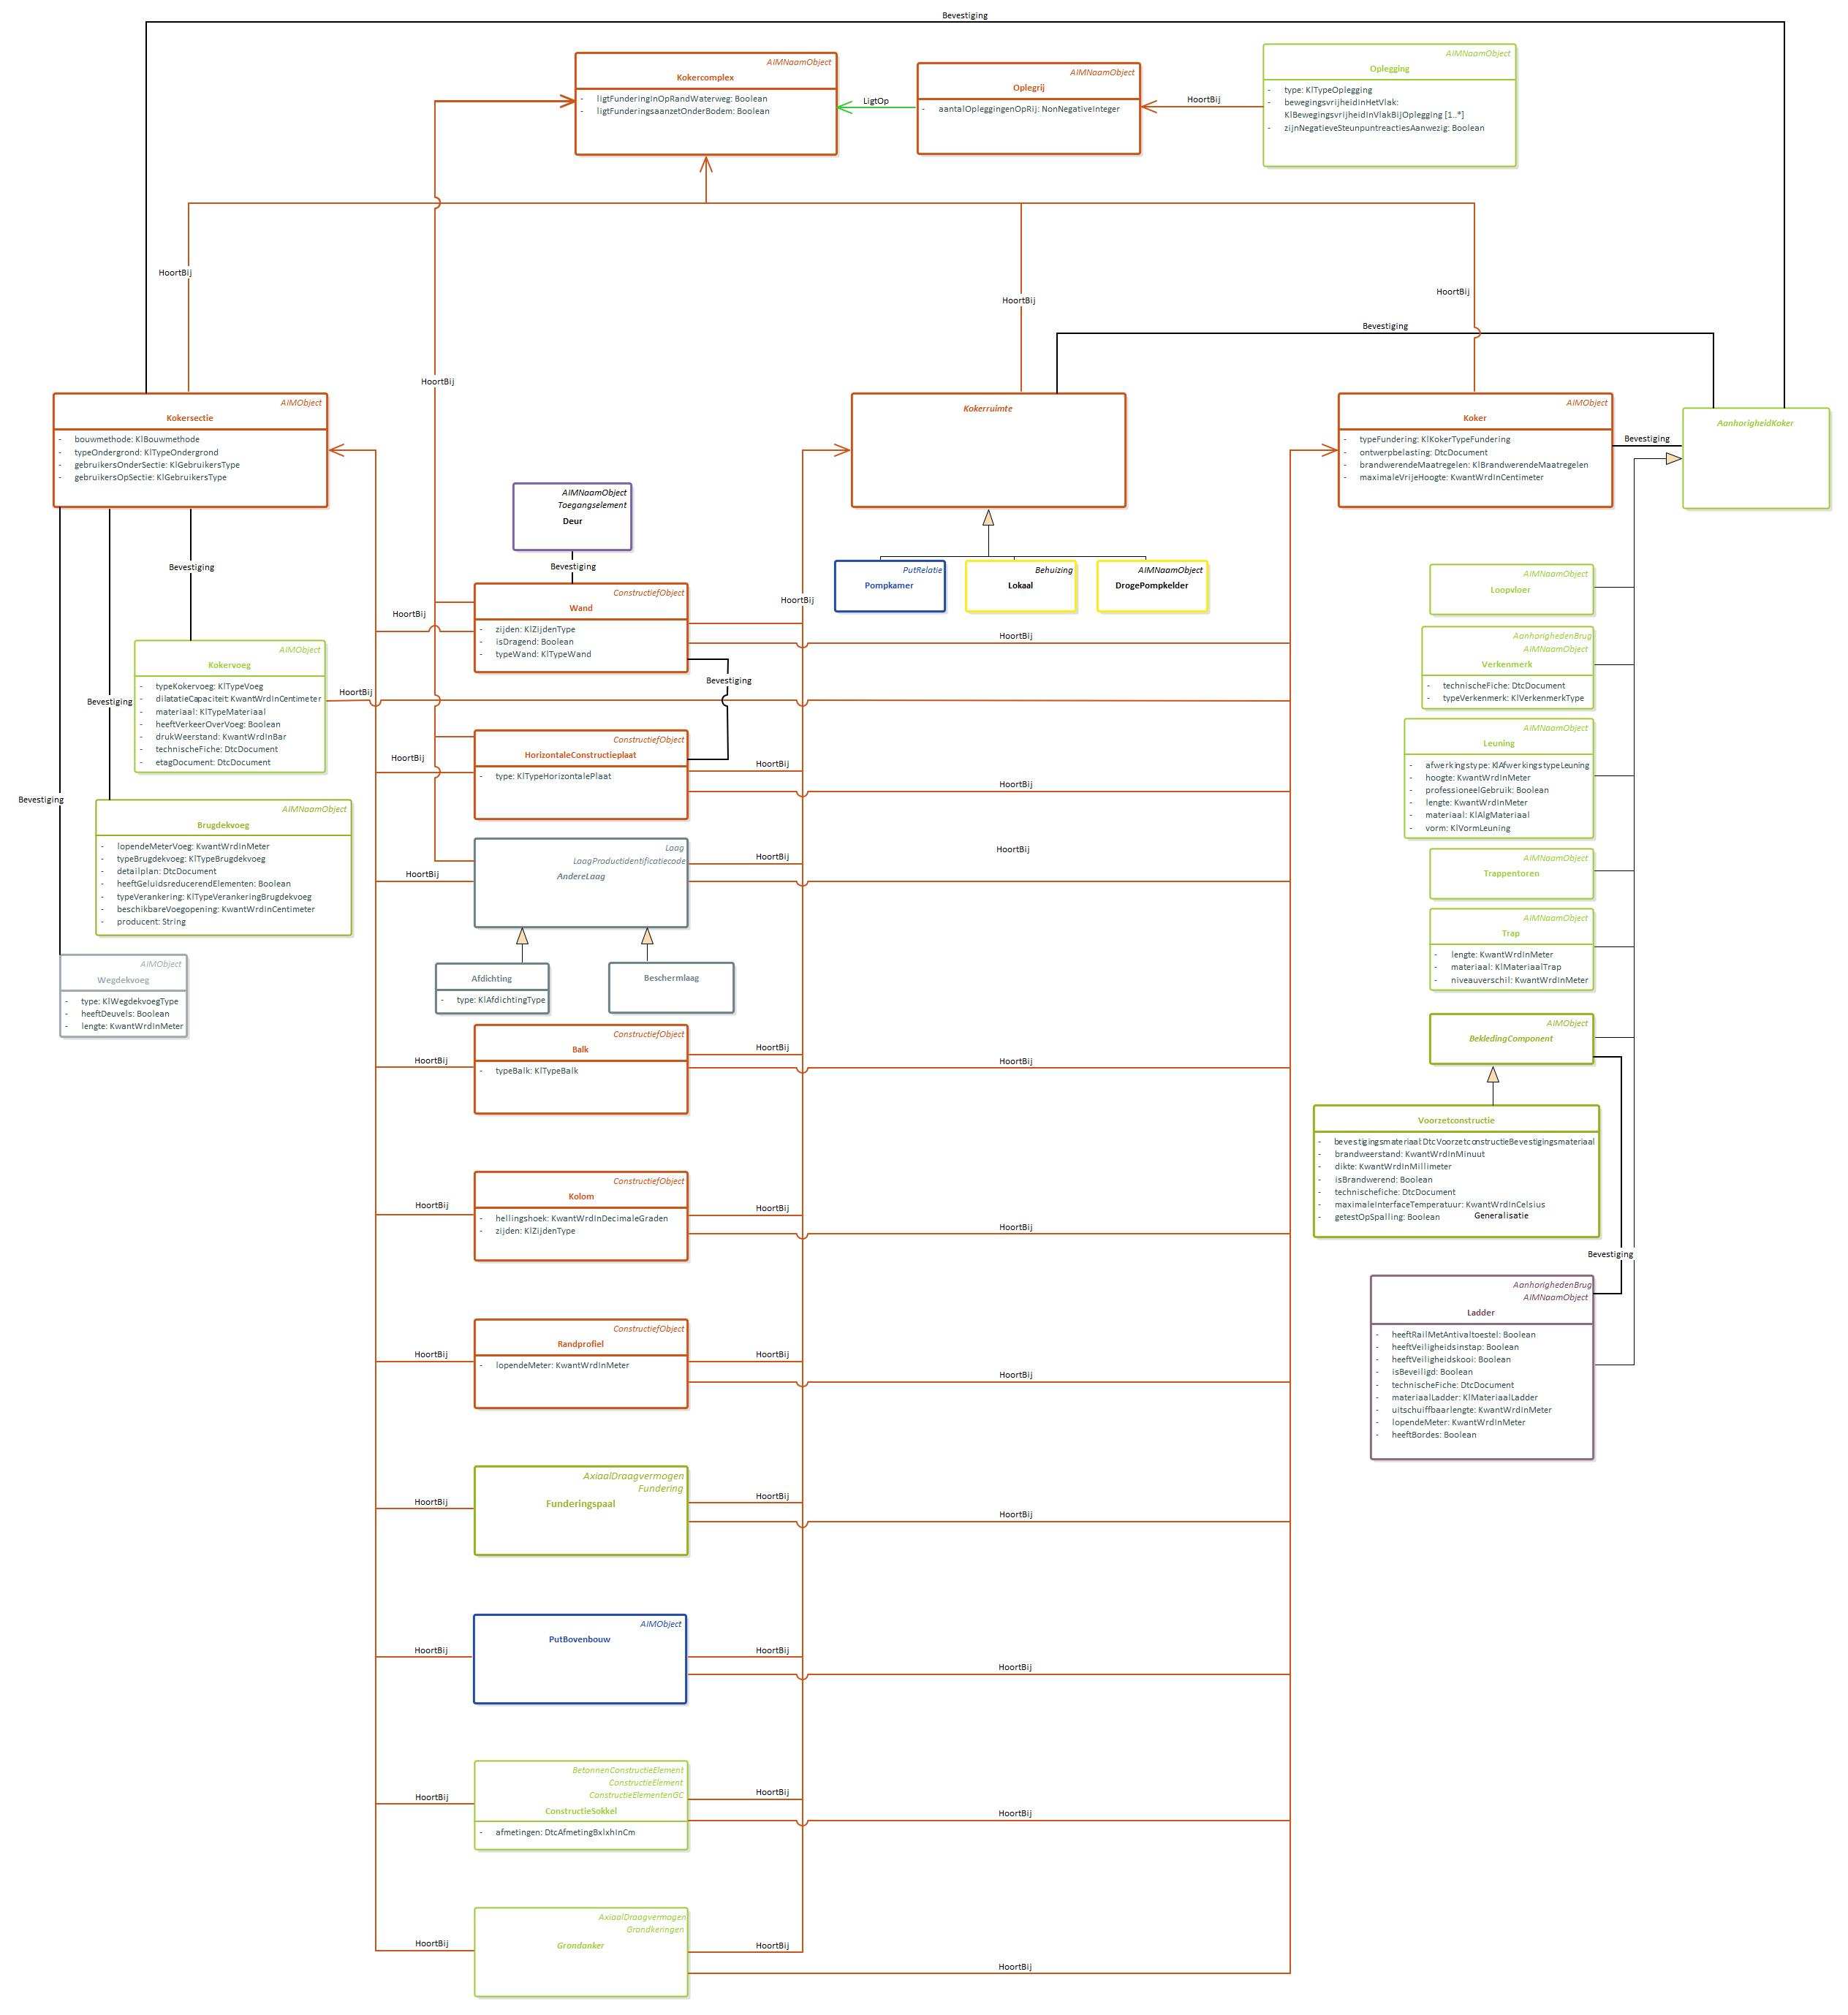 Bevestiging
AIMNaamObject
Kokercomplex
- ligtFunderingInOpRandWaterweg: Boolean
- ligtFunderingsaanzetOnderBodem: Boolean
LigtOp
AIMNaamObject
Oplegrij
- aantalOpleggingenOpRij: NonNegativeInteger
HoortBij
AIMNaamObject
Oplegging
- type: KlTypeOplegging
- bewegingsvrijheidInHetVlak:
KlBewegingsvrijheidInVlakBijOplegging [1..*]
- zijnNegatieveSteunpuntreactiesAanwezig: Boolean
HoortBij
HoortBij
HoortBij
HoortBij
Bevestiging
AIMObject
Kokersectie
- bouwmethode: KlBouwmethode
- typeOndergrond: KlTypeOndergrond
- gebruikersOnderSectie: KlGebruikersType
- gebruikersOpSectie: KlGebruikersType
Kokerruimte
AIMObject
Koker
- typeFundering: KlKokerTypeFundering
- ontwerpbelasting: DtcDocument
- brandwerendeMaatregelen: KlBrandwerendeMaatregelen
- maximaleVrijeHoogte: KwantWrdInCentimeter
Bevestiging
AanhorigheidKoker
AIMNaamObject
Toegangselement
Deur
Bevestiging
Bevestiging
PutRelatie
Pompkamer
Behuizing
Lokaal
AIMNaamObject
DrogePompkelder
HoortBij
HoortBij
ConstructiefObject
Wand
- zijden: KlZijdenType
- isDragend: Boolean
- typeWand: KlTypeWand
HoortBij
Bevestiging
AIMNaamObject
Loopvloer
AIMObject
Kokervoeg
- typeKokervoeg: KlTypeVoeg
- dilatatieCapaciteit: KwantWrdInCentimeter
- materiaal: KlTypeMateriaal
- heeftVerkeerOverVoeg: Boolean
- drukWeerstand: KwantWrdInBar
- technischeFiche: DtcDocument
- etagDocument: DtcDocument
HoortBij
Bevestiging
AanhorighedenBrug
AIMNaamObject
Verkenmerk
- technischeFiche: DtcDocument
- typeVerkenmerk: KlVerkenmerkType
HoortBij
ConstructiefObject
HorizontaleConstructieplaat
- type: KlTypeHorizontalePlaat
HoortBij
HoortBij
AIMNaamObject
Leuning
- afwerkingstype: KlAfwerkingstypeLeuning
- hoogte: KwantWrdInMeter
- professioneelGebruik: Boolean
- lengte: KwantWrdInMeter
- materiaal: KlAlgMateriaal
- vorm: KlVormLeuning
Bevestiging
AIMNaamObject
Brugdekvoeg
- lopendeMeterVoeg: KwantWrdInMeter
- typeBrugdekvoeg: KlTypeBrugdekvoeg
- detailplan: DtcDocument
- heeftGeluidsreducerendElementen: Boolean
- typeVerankering: KlTypeVerankeringBrugdekvoeg
- beschikbareVoegopening: KwantWrdInCentimeter
- producent: String
HoortBij
Laag
LaagProductidentificatiecode
AndereLaag
HoortBij
HoortBij
AIMNaamObject
Trappentoren
AIMNaamObject
Trap
- lengte: KwantWrdInMeter
- materiaal: KlMateriaalTrap
- niveauverschil: KwantWrdInMeter
AIMObject
Wegdekvoeg
- type: KlWegdekvoegType
- heeftDeuvels: Boolean
- lengte: KwantWrdInMeter
Afdichting
- type: KlAfdichtingType
Beschermlaag
AIMObject
BekledingComponent
HoortBij
ConstructiefObject
Balk
- typeBalk: KlTypeBalk
HoortBij
HoortBij
Voorzetconstructie
- bevestigingsmateriaal:DtcVoorzetconstructieBevestigingsmateriaal
- brandweerstand: KwantWrdInMinuut
- dikte: KwantWrdInMillimeter
- isBrandwerend: Boolean
- technischefiche: DtcDocument
- maximaleInterfaceTemperatuur: KwantWrdInCelsius
- getestOpSpalling: Boolean
Generalisatie
HoortBij
ConstructiefObject
Kolom
- hellingshoek: KwantWrdInDecimaleGraden
- zijden: KlZijdenType
HoortBij
HoortBij
Bevestiging
AanhorighedenBrug
AIMNaamObject
Ladder
- heeftRailMetAntivaltoestel: Boolean
- heeftVeiligheidsinstap: Boolean
- heeftVeiligheidskooi: Boolean
- isBeveiligd: Boolean
- technischeFiche: DtcDocument
- materiaalLadder: KlMateriaalLadder
- uitschuiffbaarlengte: KwantWrdInMeter
- lopendeMeter: KwantWrdInMeter
- heeftBordes: Boolean
HoortBij
ConstructiefObject
Randprofiel
- lopendeMeter: KwantWrdInMeter
HoortBij
HoortBij
HoortBij
AxiaalDraagvermogen
Fundering
Funderingspaal
HoortBij
HoortBij
HoortBij
AIMObject
PutBovenbouw
HoortBij
HoortBij
HoortBij
BetonnenConstructieElement
ConstructieElement
ConstructieElementenGC
ConstructieSokkel
- afmetingen: DtcAfmetingBxlxhInCm
HoortBij
HoortBij
HoortBij
AxiaalDraagvermogen
Grondkeringen
Grondanker
HoortBij
HoortBij